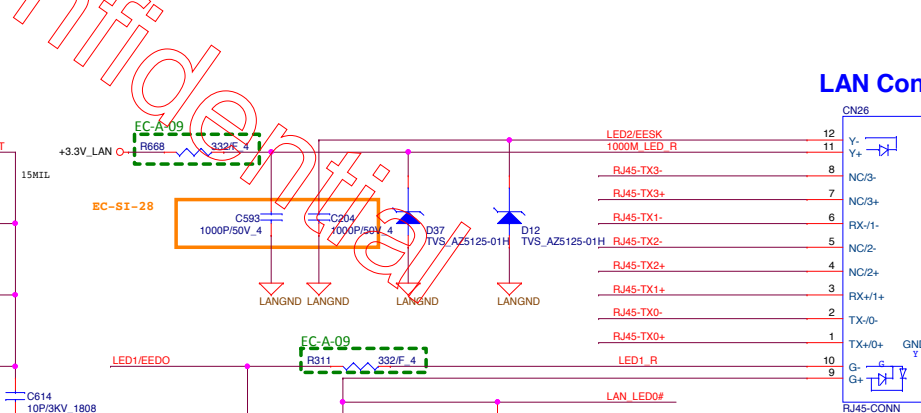 nfidential
LAN Con
CN26
EC-A-09
R668
332/F_4
+3.3V_LAN
T
15MIL
LED2/EESK
12
Y-
1000M_LED_R
11
Y+
RJ45-TX3-
8
NC/3-
RJ45-TX3+
7
NC/3+
EC-SI-28
C593
1000P/50V_4
C204
1000P/50V_4
D37
TVS_AZ5125-01H
D12
TVS_AZ5125-01H
RJ45-TX1-
6
RX-/1-
RJ45-TX2-
5
NC/2-
RJ45-TX2+
4
NC/2+
RJ45-TX1+
3
RX+/1+
LANGND
LANGND
LANGND
LANGND
RJ45-TX0-
2
TX-/0-
RJ45-TX0+
1
TX+/0+
GND
Y
EC-A-09
LED1/EEDO
R311
332/F_4
LED1_R
10
G-
G
9
G+
C614
10P/3KV_1808
LAN_LED0#
RJ45-CONN